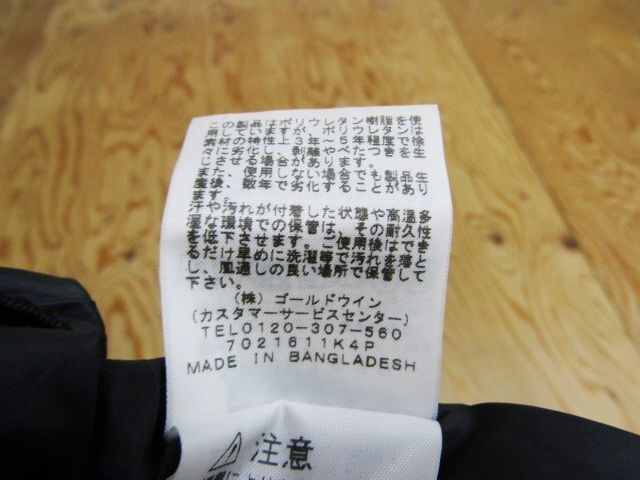 この製品はポリウレタン樹脂を使
用していますが、ポリウレタンは
素材の特性上3年〜5年程度で徐
々に劣化し、剥離やべたつきを生
じさせる場合があります。
また、使用しない場合でも製品生
産後、数年で劣化することがあり
ます。
汗や汚れが付着した状態や高温多
湿な環境での保管は、その耐久性
を低下させます。ご使用後はでき
るだけ早めに洗濯等で汚れを落と
し、風通しの良い場所で保管して
下さい。
(株)ゴールドウイン
(カスタマーサービスセンター)
TEL0120-307-560
7021611K4P
MADE IN BANGLADESH
注意